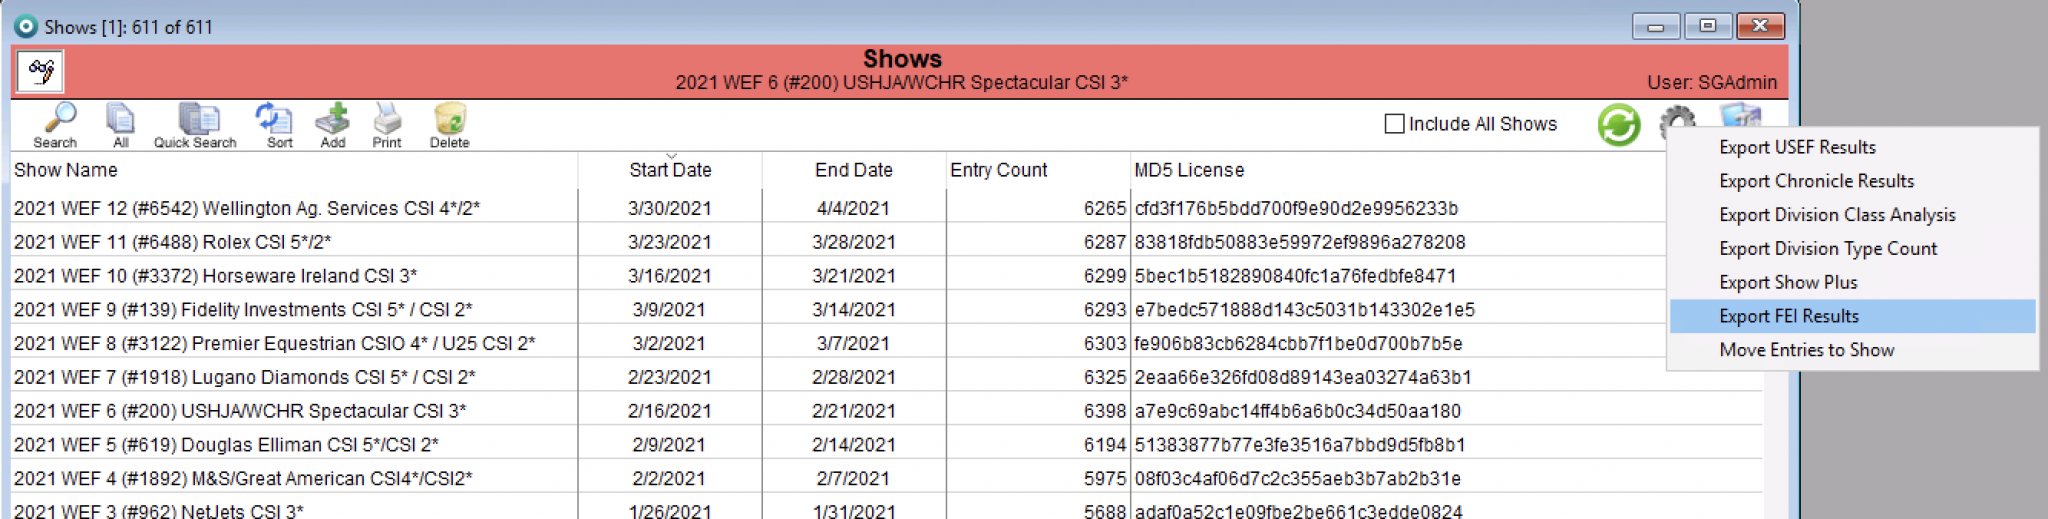 Shows [1]: 611 of 611
Shows
2021 WEF 6 (#200) USHJA/WCHR Spectacular CSI 3*
User: SGAdmin
Search All Quick Search Sort Add Print Delete
Include All Shows
Show Name Start Date End Date Entry Count MD5 License
2021 WEF 12 (#6542) Wellington Ag. Services CSI 4*/2* 3/30/2021 4/4/2021 6265 cfd3f176b5bdd700f9e90d2e9956233b
2021 WEF 11 (#6488) Rolex CSI 5*/2* 3/23/2021 3/28/2021 6287 83818fdb50883e59972ef9896a278208
2021 WEF 10 (#3372) Horseware Ireland CSI 3* 3/16/2021 3/21/2021 6299 5bec1b5182890840fc1a76fedbfe8471
2021 WEF 9 (#139) Fidelity Investments CSI 5* / CSI 2* 3/9/2021 3/14/2021 6293 e7bedc571888d143c5031b143302e1e5
2021 WEF 8 (#3122) Premier Equestrian CSIO 4* / U25 CSI 2* 3/2/2021 3/7/2021 6303 fe906b83cb6284cbb7f1be0d700b7b5e
2021 WEF 7 (#1918) Lugano Diamonds CSI 5* / CSI 2* 2/23/2021 2/28/2021 6325 2eaa66e326fd08d89143ea03274a63b1
2021 WEF 6 (#200) USHJA/WCHR Spectacular CSI 3* 2/16/2021 2/21/2021 6398 a7e9c69abc14ff4b6a6b0c34d50aa180
2021 WEF 5 (#619) Douglas Elliman CSI 5*/CSI 2* 2/9/2021 2/14/2021 6194 51383877b77e3fe3516a7bbd9d5fb8b1
2021 WEF 4 (#1892) M&S/Great American CSI4*/CSI2* 2/2/2021 2/7/2021 5975 08f03c4af06d7c2c355aeb3b7ab2b31e
2021 WEF 3 (#962) NetJets CSI 3* 1/26/2021 1/31/2021 5688 adaf0a52c1e09fbe2be661c3edde0824
Export USEF Results
Export Chronicle Results
Export Division Class Analysis
Export Division Type Count
Export Show Plus
Export FEI Results
Move Entries to Show